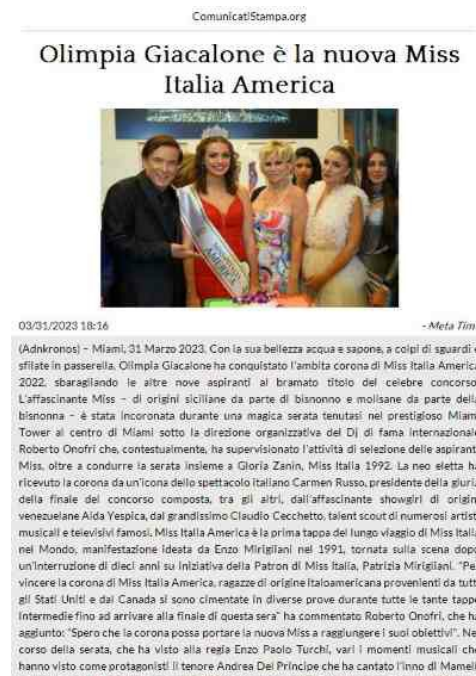 ComunicatiStampa.org
Olimpia Giacalone è la nuova Miss
Italia America
03/31/2023 18:16
- Meta Tim
(Adnkronos) – Miami, 31 Marzo 2023. Con la sua bellezza acqua e sapone, a colpi di sguardi e
sfilate in passerella, Olimpia Giacalone ha conquistato l'ambita corona di Miss Italia America
2022, sbaragliando le altre nove aspiranti al bramato titolo del celebre concorso.
L'affascinante Miss – di origini siciliane da parte di bisnonno e molisane da parte della
bisnonna – è stata incoronata durante una magica serata tenutasi nel prestigioso Miami
Tower al centro di Miami sotto la direzione organizzativa del Dj di fama internazionale
Roberto Onofri che, contestualmente, ha supervisionato l'attività di selezione delle aspiranti
Miss, oltre a condurre la serata insieme a Gloria Zanin, Miss Italia 1992. La neo eletta ha
ricevuto la corona da un'icona dello spettacolo italiano Carmen Russo, presidente della giuria
della finale del concorso composta, tra gli altri, dall'affascinante showgirl di origini
venezuelane Aida Yespica, dal grandissimo Claudio Cecchetto, talent scout di numerosi artisti
musicali e televisivi famosi. Miss Italia America è la prima tappa del lungo viaggio di Miss Italia
nel Mondo, manifestazione ideata da Enzo Mirigliani nel 1991, tornata sulla scena dopo
un'interruzione di dieci anni su iniziativa della Patron di Miss Italia, Patrizia Mirigliani. "Per
vincere la corona di Miss Italia America, ragazze di origine italoamericana provenienti da tutti
gli Stati Uniti e dal Canada si sono cimentate in diverse prove durante tutte le tante tappe
intermedie fino ad arrivare alla finale di questa sera" ha commentato Roberto Onofri, che ha
aggiunto: "Spero che la corona possa portare la nuova Miss a raggiungere i suoi obiettivi". Nel
corso della serata, che ha visto alla regia Enzo Paolo Turchi, vari i momenti musicali che
hanno visto come protagonisti il tenore Andrea Del Principe che ha cantato l'inno di Mameli